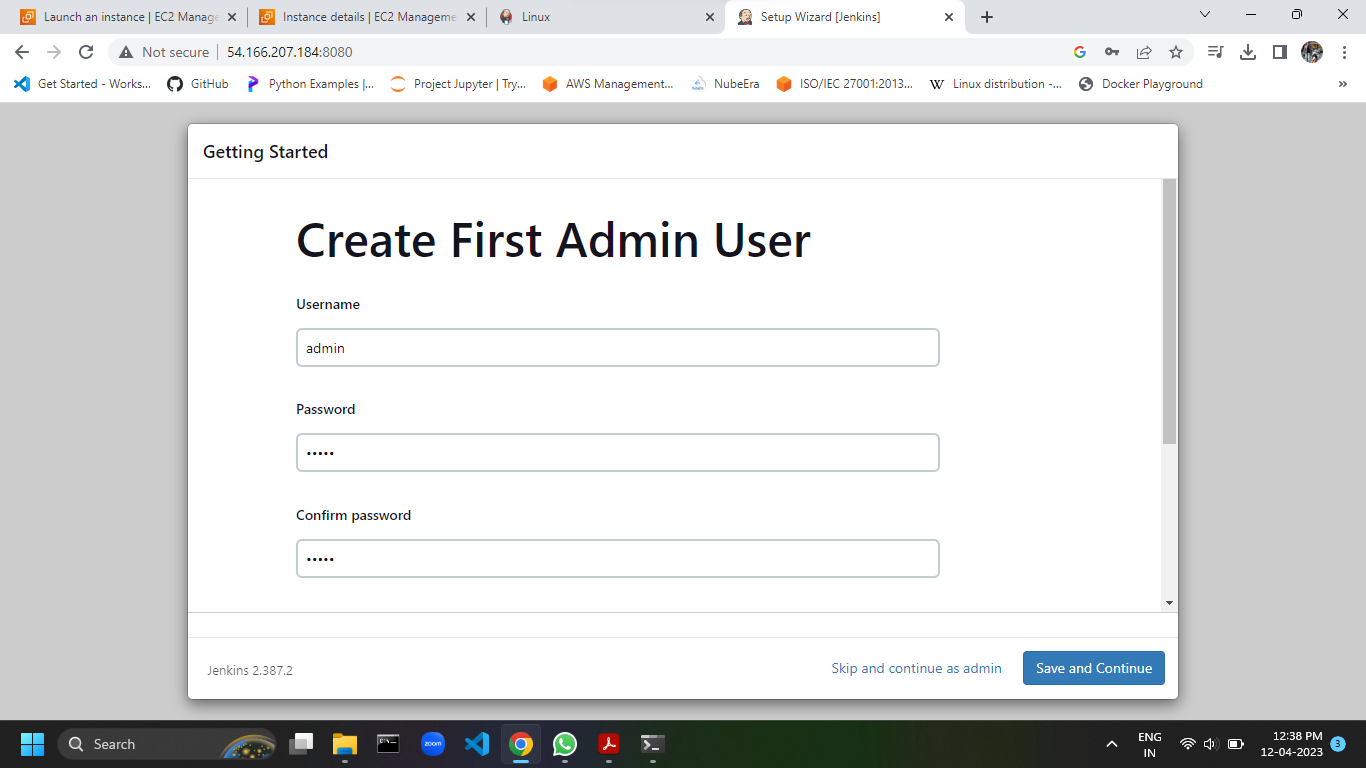 Launch an instance | EC2 Manage
Instance details | EC2 Manageme
Linux
Setup Wizard [Jenkins]
Not secure
54.166.207.184:8080
Get Started - Works...
GitHub
Python Examples |...
Project Jupyter | Try...
AWS Management...
NubeEra
ISO/IEC 27001:2013...
Linux distribution -...
Docker Playground
Getting Started
Create First Admin User
Username
admin
Password
•••••
Confirm password
•••••
Jenkins 2.387.2
Skip and continue as admin
Save and Continue
Search
zoom
ENG
IN
12:38 PM
12-04-2023
3